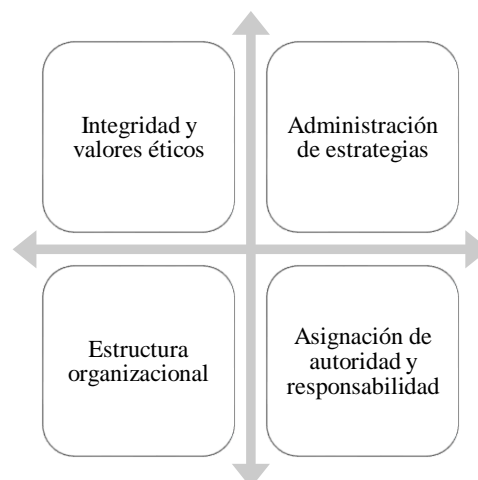 Integridad y
valores éticos
Administración
de estrategias
Estructura
organizacional
Asignación de
autoridad y
responsabilidad